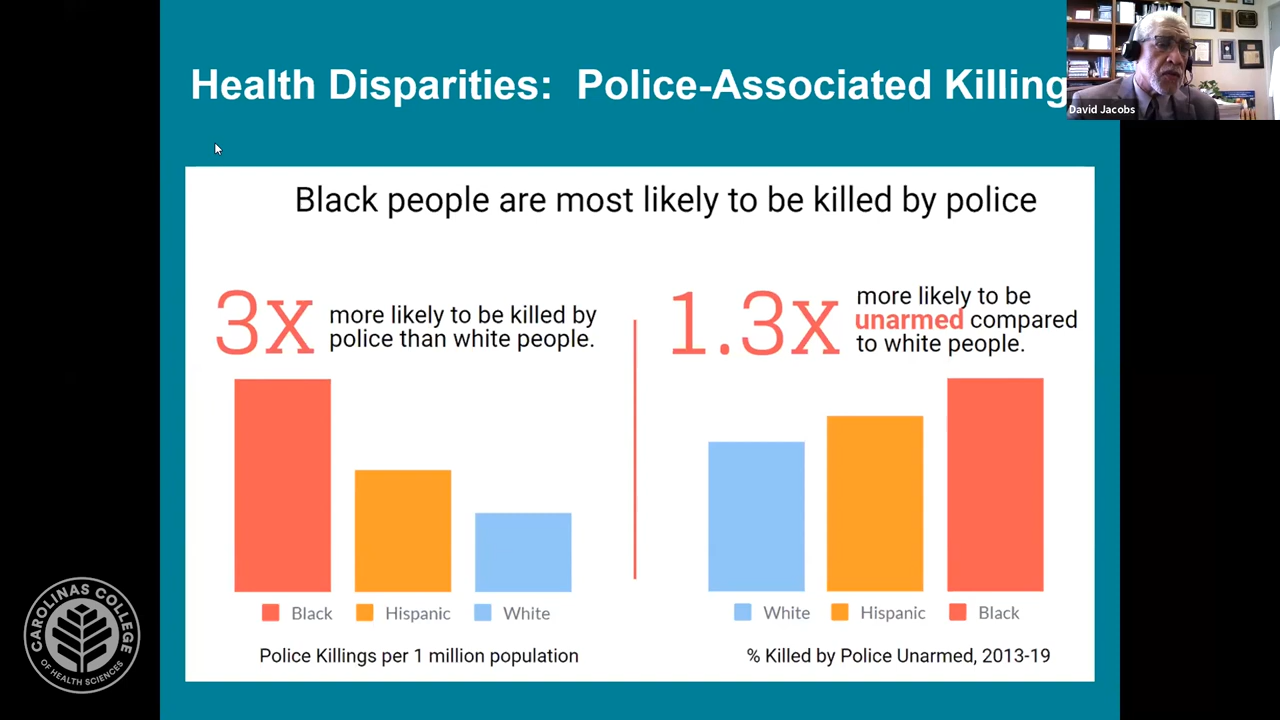 Health Disparities: Police-Associated Killing
David Jacobs
Black people are most likely to be killed by police
3x
more likely to be killed by
police than white people.
1.3x
more likely to be
unarmed compared
to white people.
Black Hispanic White
Police Killings per 1 million population
White Hispanic Black
% Killed by Police Unarmed, 2013-19
CAROLINAS COLLEGE
OF HEALTH SCIENCES